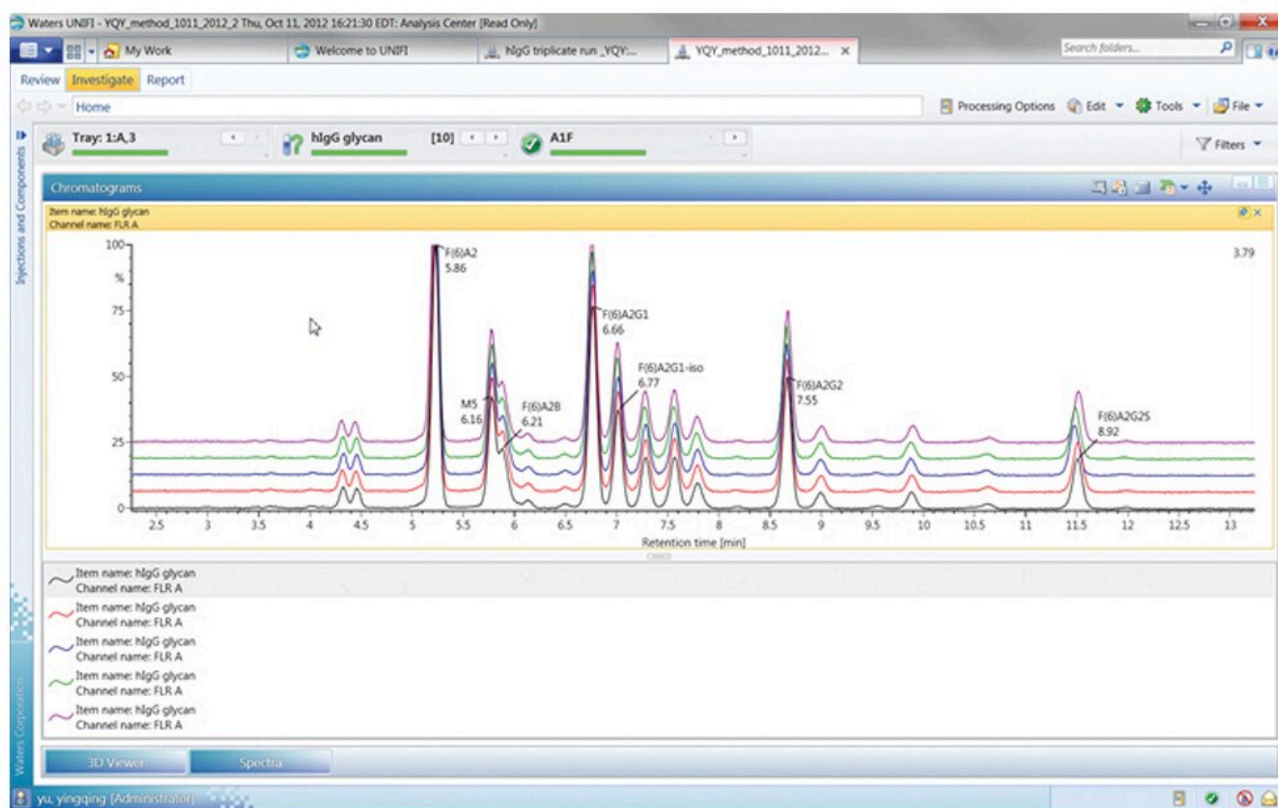 Waters UNIFI - YQY_method_1011_2012_2 Thu, Oct 11, 2012 16:21:30 EDT: Analysis Center [Read Only]
My Work Welcome to UNIFI hIgG triplicate run _YQY:... YQY_method_1011_2012... × Search folders...
Review Investigate Report
Home Processing Options Edit Tools File
Tray: 1:A,3 hIgG glycan [10] A1F Filters
Injections and Components
Chromatograms
Item name: hIgG glycan
Channel name: FLR A
100 F(6)A2 3.79
% 5.86
75 F(6)A2G1
6.66
50 F(6)A2G1-iso F(6)A2G2
M5 F(6)A2B 6.77 7.55
6.16 6.21 F(6)A2G2S
25 8.92
0
2.5 3 3.5 4 4.5 5 5.5 6 6.5 7 7.5 8 8.5 9 9.5 10 10.5 11 11.5 12 12.5 13
Retention time [min]
Item name: hIgG glycan
Channel name: FLR A
Item name: hIgG glycan
Channel name: FLR A
Item name: hIgG glycan
Channel name: FLR A
Item name: hIgG glycan
Channel name: FLR A
Item name: hIgG glycan
Channel name: FLR A
Waters Corporation
3D Viewer Spectra
yu, yingqing [Administrator]